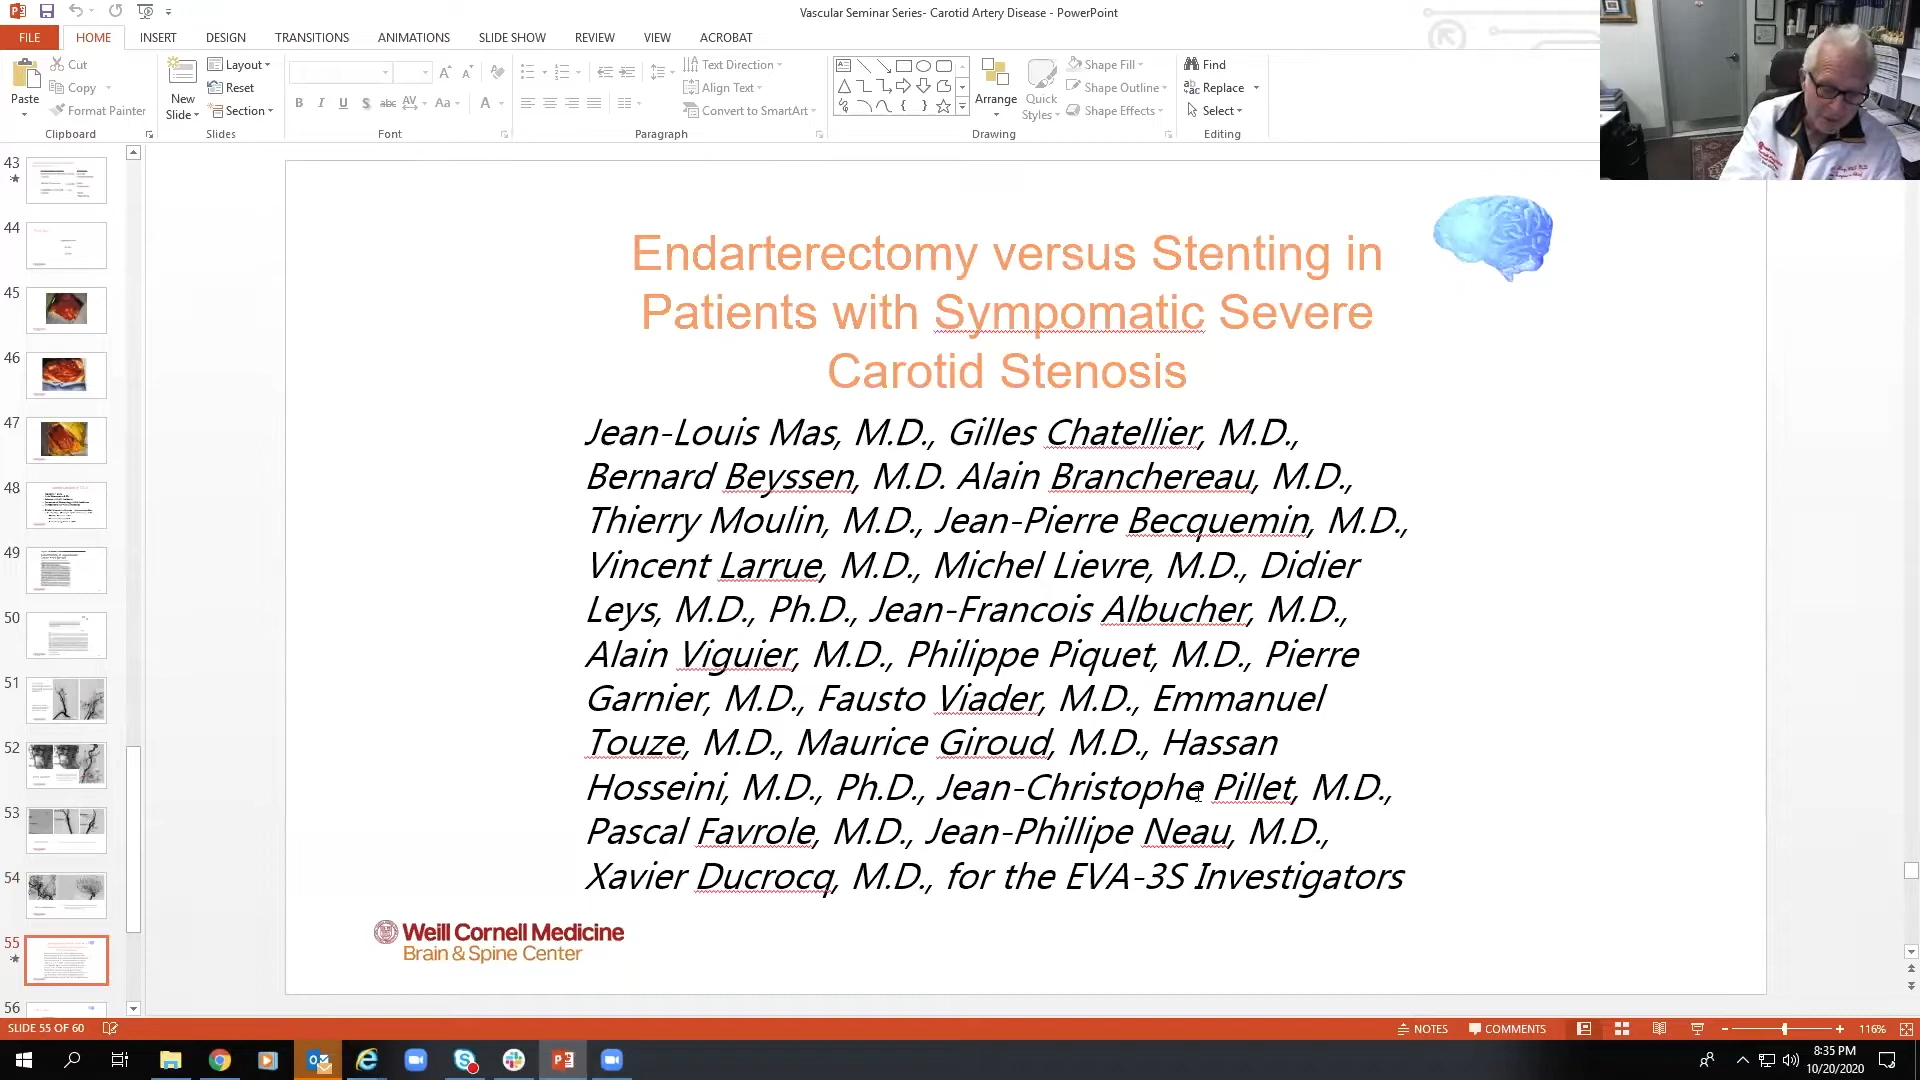 Vascular Seminar Series- Carotid Artery Disease - PowerPoint
FILE HOME INSERT DESIGN TRANSITIONS ANIMATIONS SLIDE SHOW REVIEW VIEW ACROBAT
Paste
Cut
Copy
Format Painter
Clipboard
New
Slide
Layout
Reset
Section
Slides
Font
Text Direction
Align Text
Convert to SmartArt
Paragraph
Arrange
Quick
Styles
Shape Fill
Shape Outline
Shape Effects
Drawing
Find
Replace
Select
Editing
43
44
45
46
47
48
49
50
51
52
53
54
55
56
Endarterectomy versus Stenting in
Patients with Sympomatic Severe
Carotid Stenosis
Jean-Louis Mas, M.D., Gilles Chatellier, M.D.,
Bernard Beyssen, M.D. Alain Branchereau, M.D.,
Thierry Moulin, M.D., Jean-Pierre Becquemin, M.D.,
Vincent Larrue, M.D., Michel Lievre, M.D., Didier
Leys, M.D., Ph.D., Jean-Francois Albucher, M.D.,
Alain Viguier, M.D., Philippe Piquet, M.D., Pierre
Garnier, M.D., Fausto Viader, M.D., Emmanuel
Touze, M.D., Maurice Giroud, M.D., Hassan
Hosseini, M.D., Ph.D., Jean-Christophe Pillet, M.D.,
Pascal Favrole, M.D., Jean-Phillipe Neau, M.D.,
Xavier Ducrocq, M.D., for the EVA-3S Investigators
Weill Cornell Medicine
Brain & Spine Center
SLIDE 55 OF 60
NOTES COMMENTS 116%
8:35 PM
10/20/2020